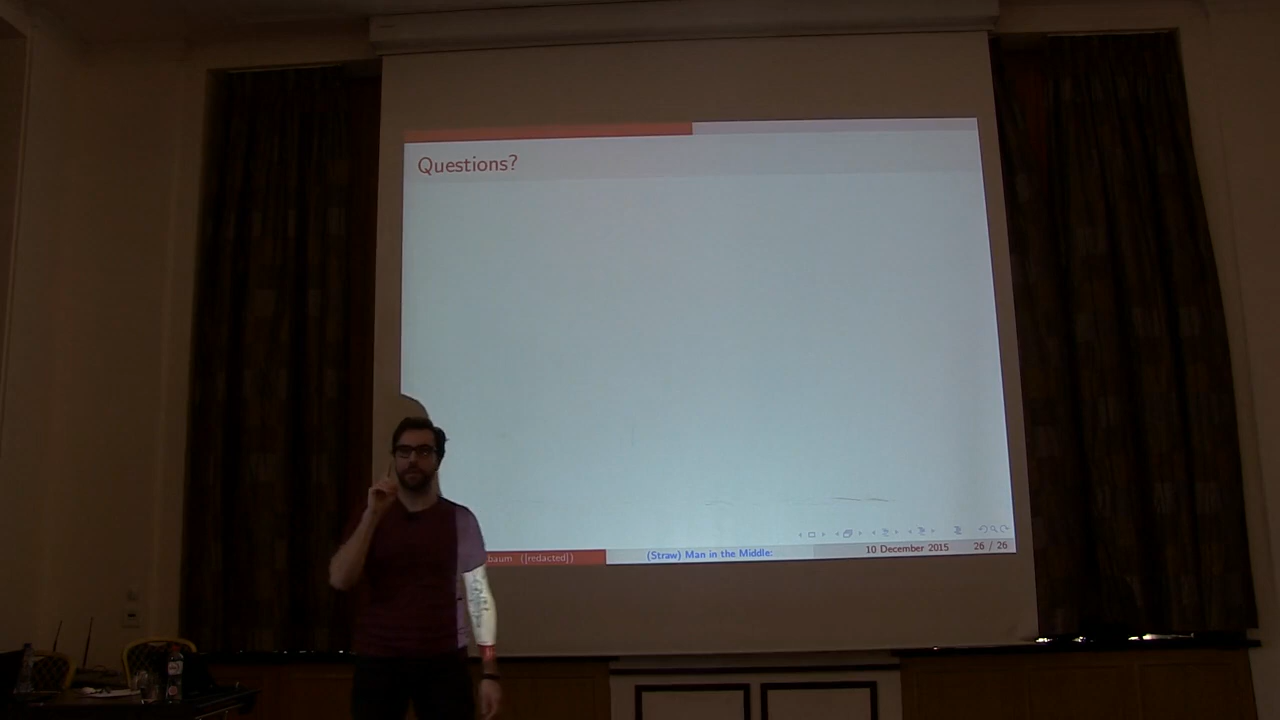 Questions?
baum ([redacted])
(Straw) Man in the Middle:
10 December 2015
26 / 26